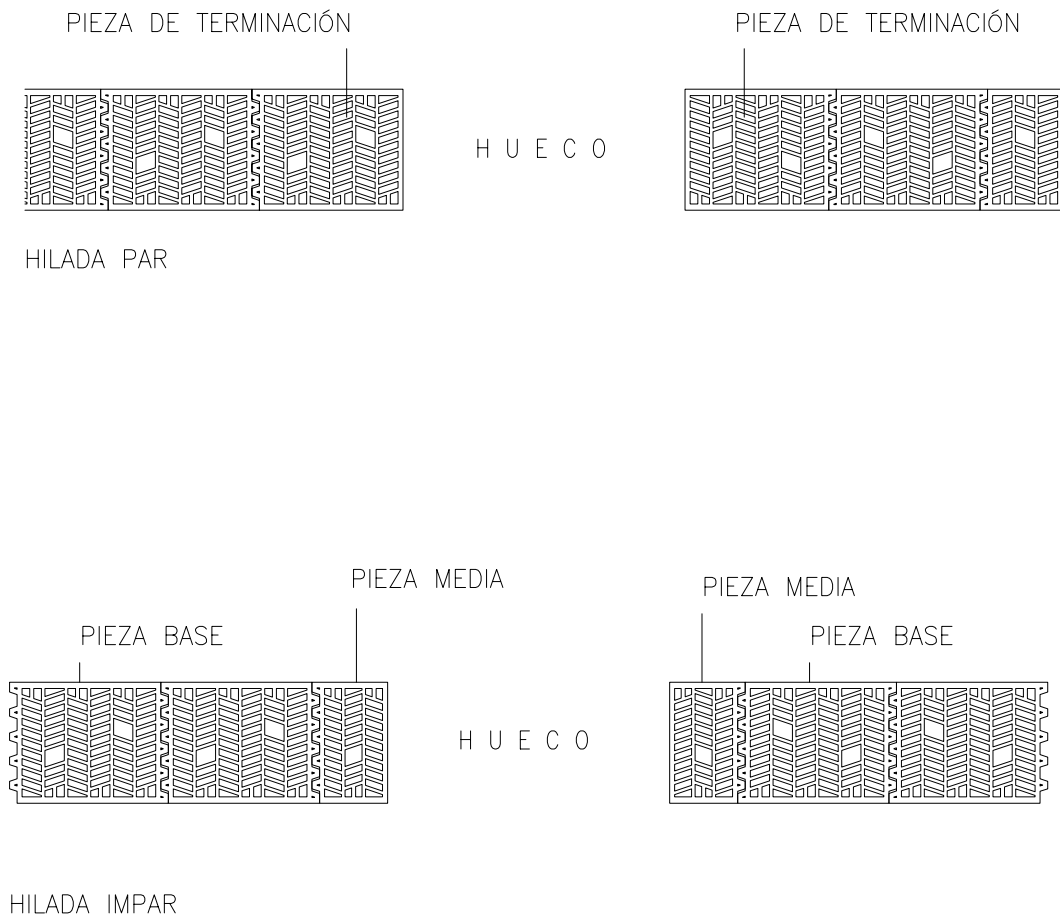 PIEZA DE TERMINACIÓN
PIEZA DE TERMINACIÓN
H U E C O
HILADA PAR
PIEZA MEDIA
PIEZA MEDIA
PIEZA BASE
PIEZA BASE
H U E C O
HILADA IMPAR